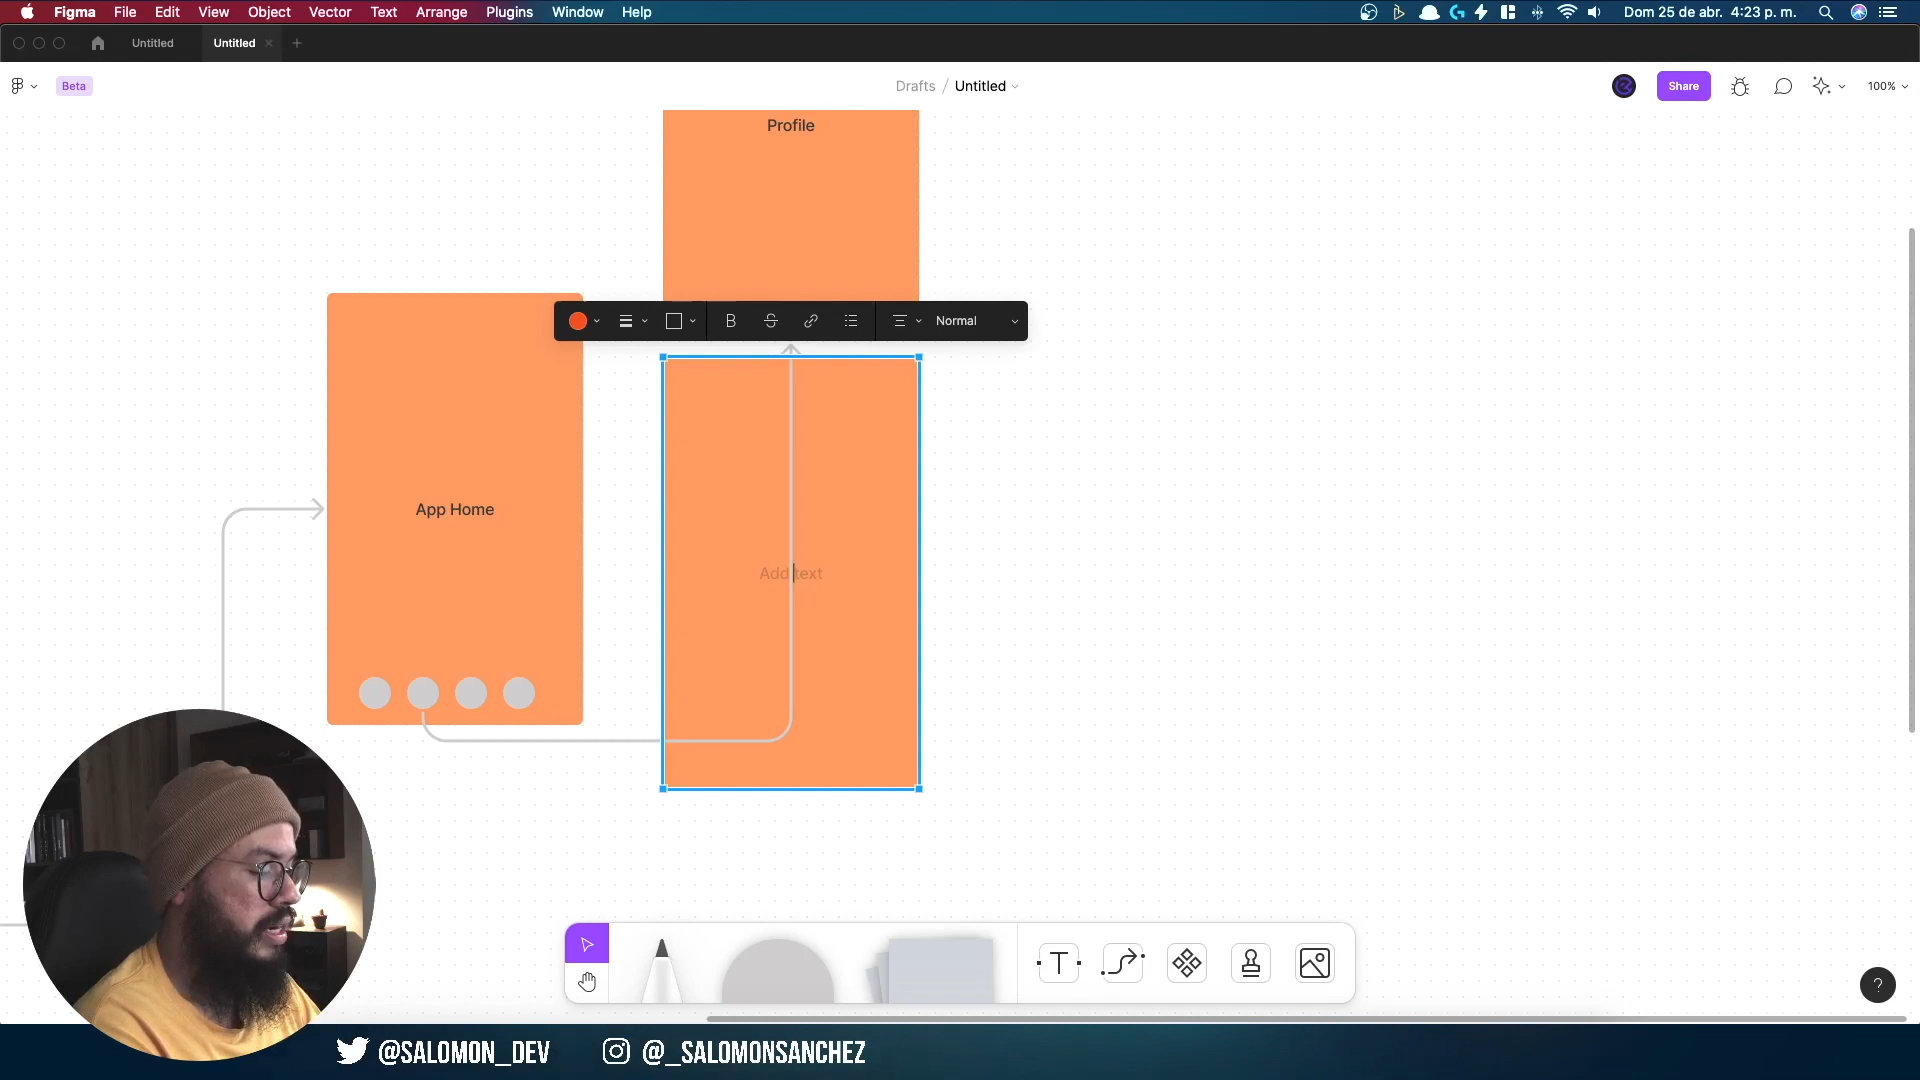 Figma File Edit View Object Vector Text Arrange Plugins Window Help Dom 25 de abr. 4:23 p. m.
Untitled Untitled
Beta Drafts / Untitled Share 100%
Profile
Normal
App Home
Add text
?
@SALOMON_DEV @_SALOMONSANCHEZ